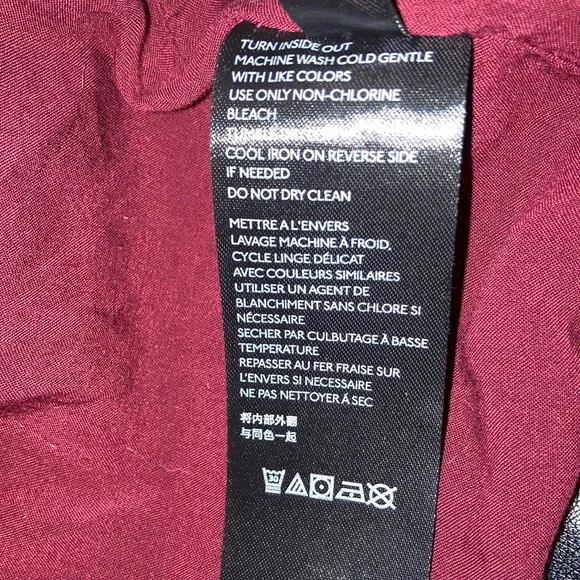 TURN INSIDE OUT
MACHINE WASH COLD GENTLE
WITH LIKE COLORS
USE ONLY NON-CHLORINE
BLEACH
TUMBLE DRY
COOL IRON ON REVERSE SIDE
IF NEEDED
DO NOT DRY CLEAN
METTRE A L'ENVERS
LAVAGE MACHINE À FROID,
CYCLE LINGE DÉLICAT
AVEC COULEURS SIMILAIRES
UTILISER UN AGENT DE
BLANCHIMENT SANS CHLORE SI
NÉCESSAIRE
SECHER PAR CULBUTAGE À BASSE
TEMPERATURE
REPASSER AU FER FRAISE SUR
L'ENVERS SI NECESSAIRE
NE PAS NETTOYER Á SEC
将内部外翻
与同色一起
30